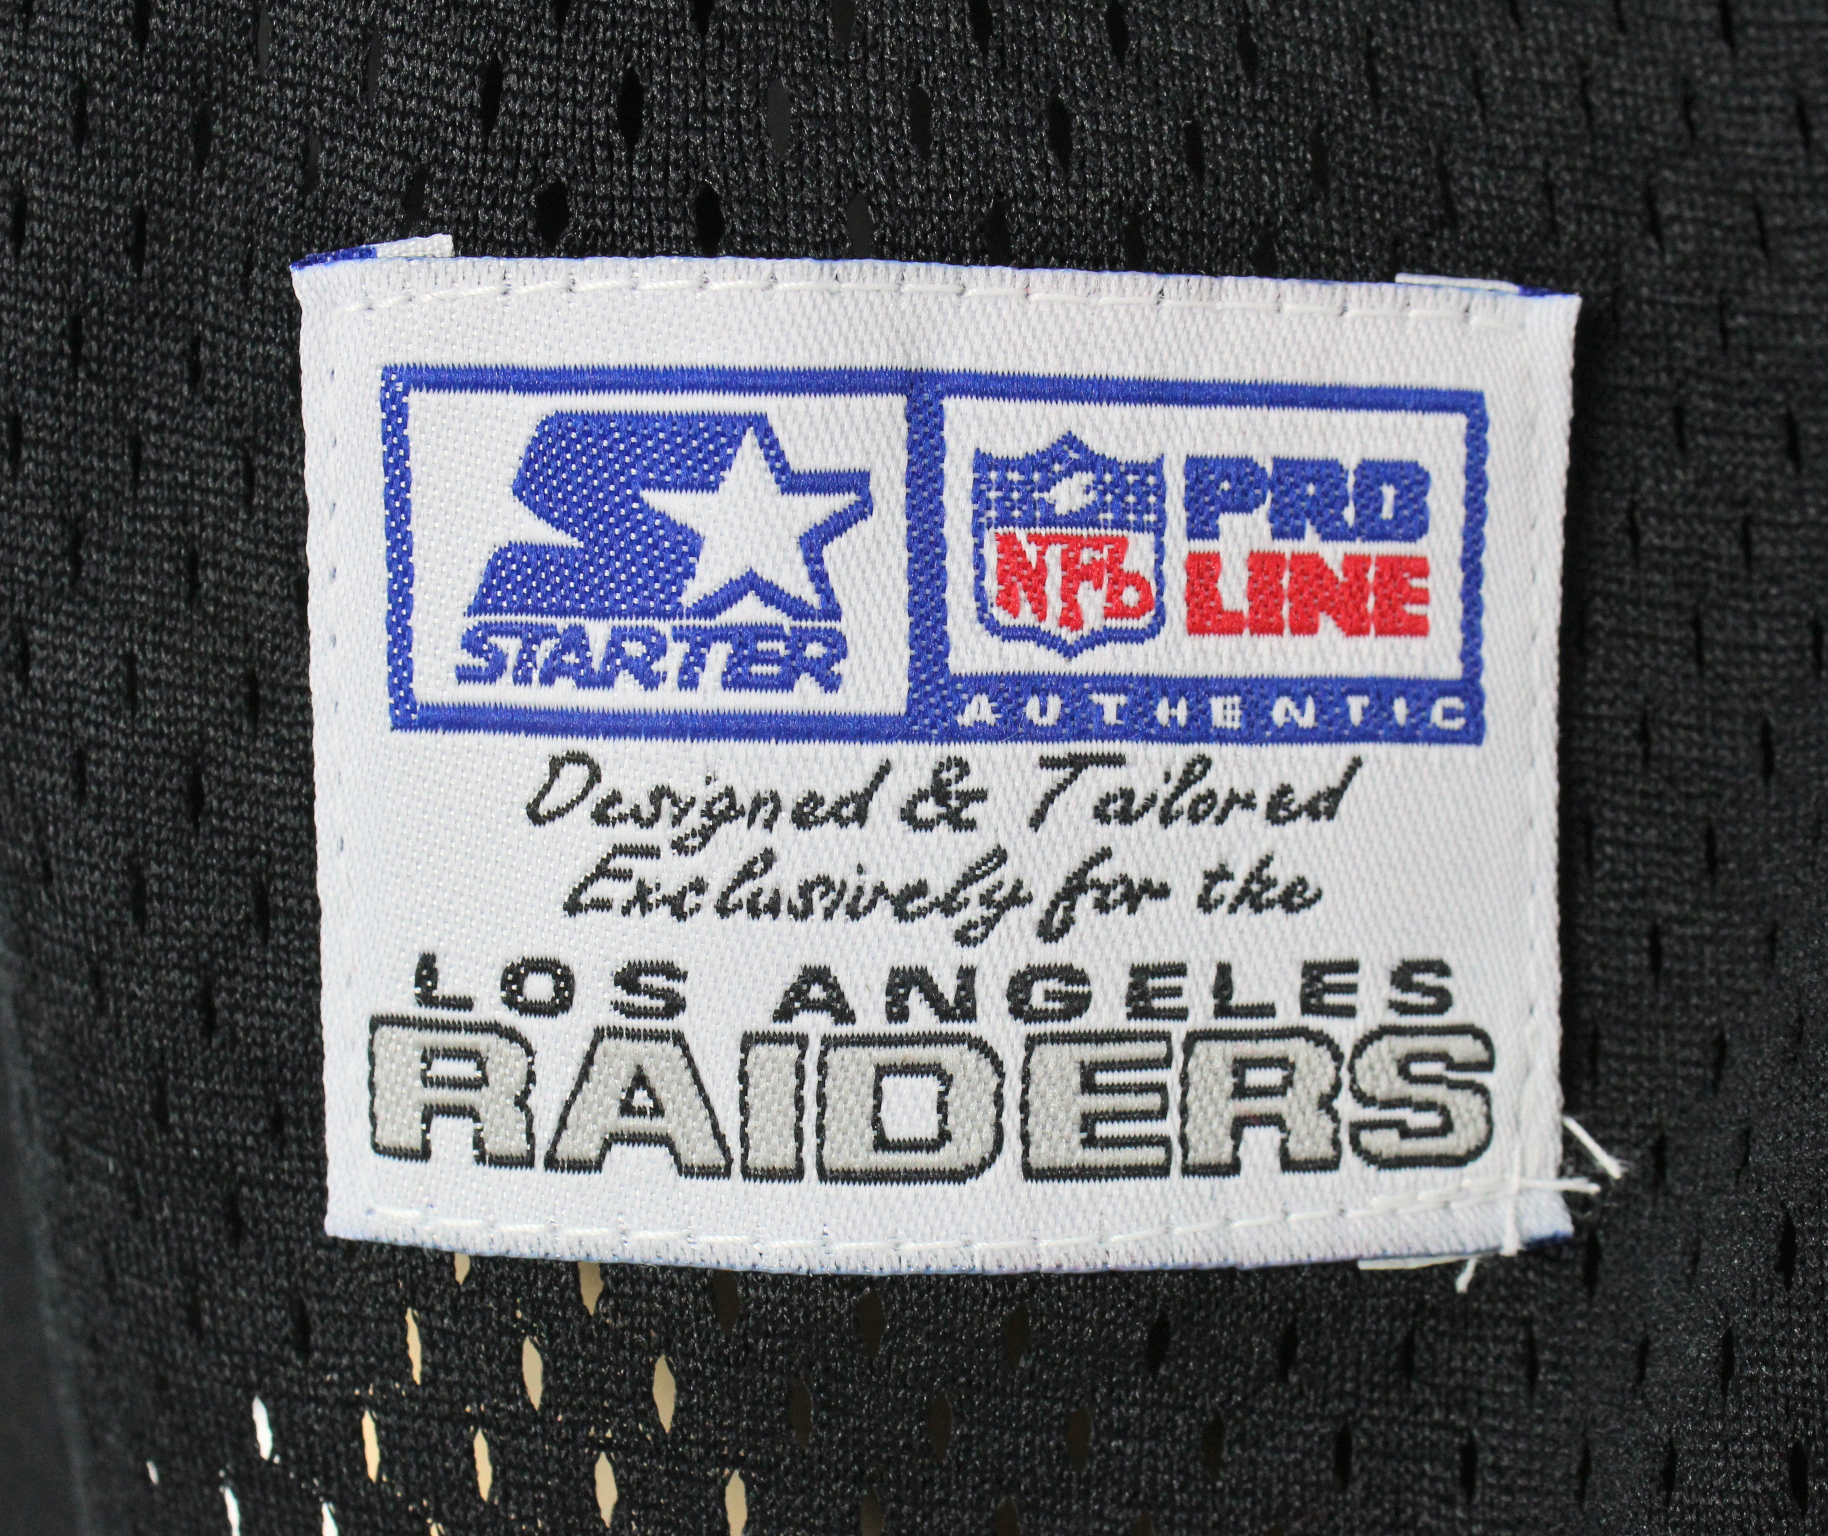 STARTER
NFL
PRO
LINE
AUTHENTIC
Designed & Tailored
Exclusively for the
LOS ANGELES
RAIDERS